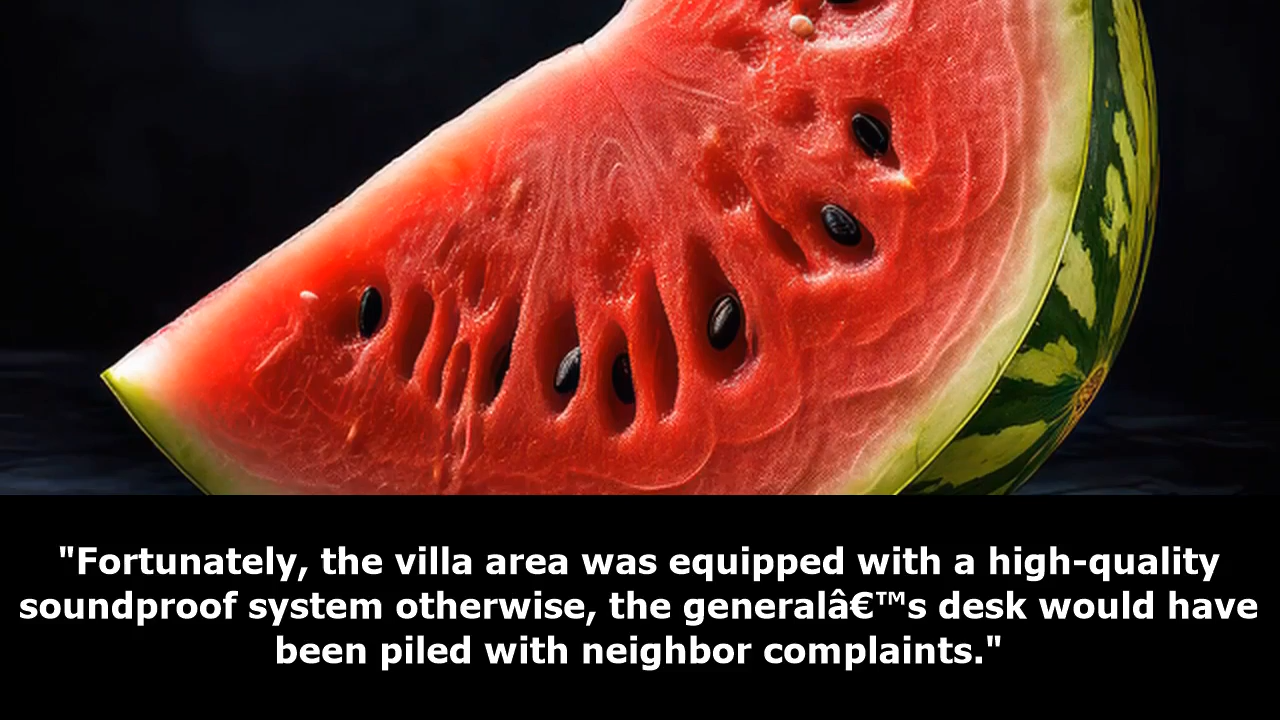 "Fortunately, the villa area was equipped with a high-quality
soundproof system otherwise, the generalâ€™s desk would have
been piled with neighbor complaints."